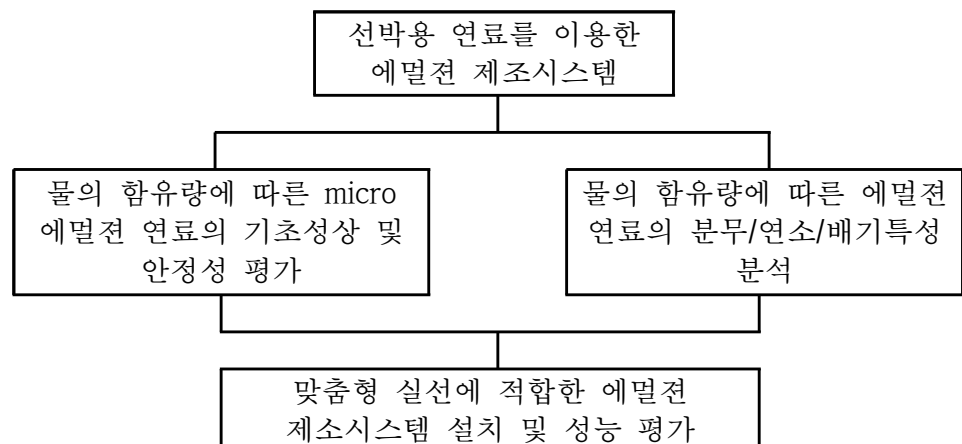 선박용 연료를 이용한
에멀젼 제조시스템
물의 함유량에 따른 micro
에멀젼 연료의 기초성상 및
안정성 평가
물의 함유량에 따른 에멀젼
연료의 분무/연소/배기특성
분석
맞춤형 실선에 적합한 에멀젼
제소시스템 설치 및 성능 평가